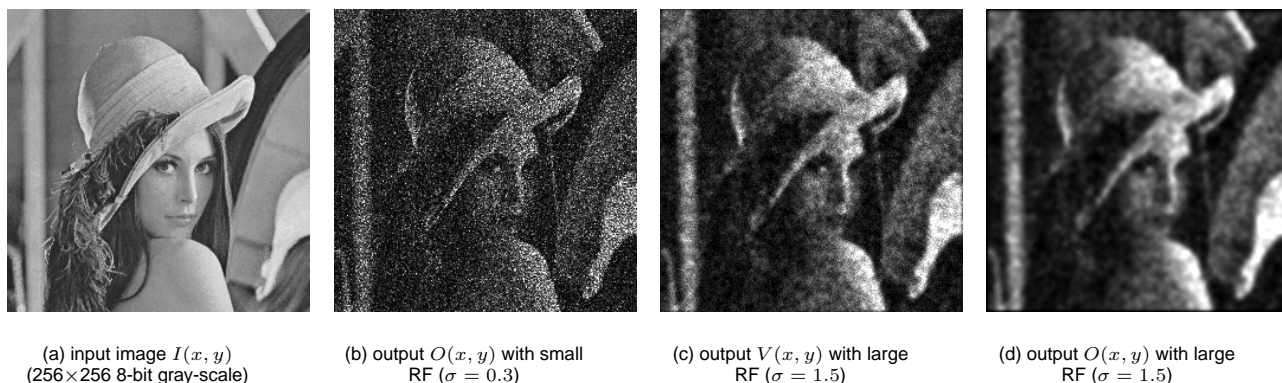 (a) input image I(x, y)
(256×256 8-bit gray-scale)
(b) output O(x, y) with small
RF (σ = 0.3)
(c) output V(x, y) with large
RF (σ = 1.5)
(d) output O(x, y) with large
RF (σ = 1.5)